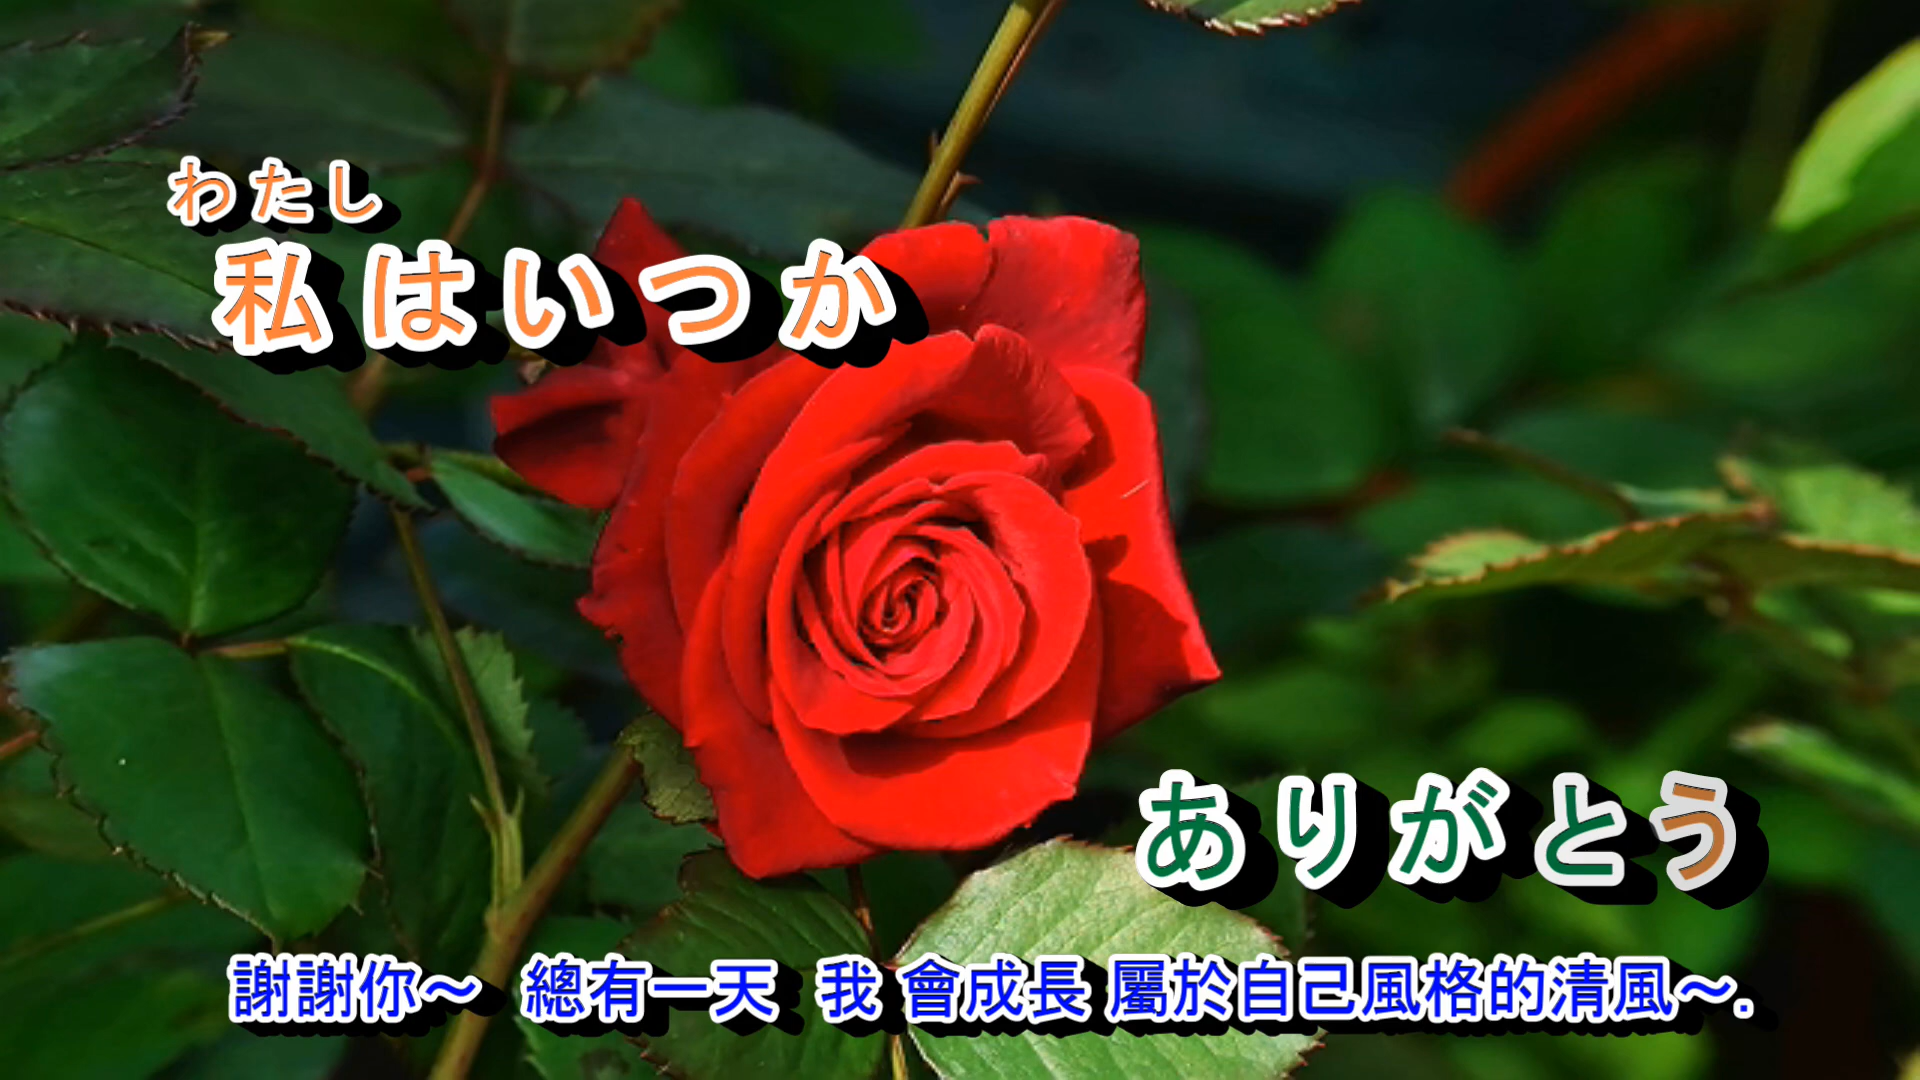 わたし
私はいつか
ありがとう
謝謝你～ 總有一天 我 會成長 屬於自己風格的清風～.